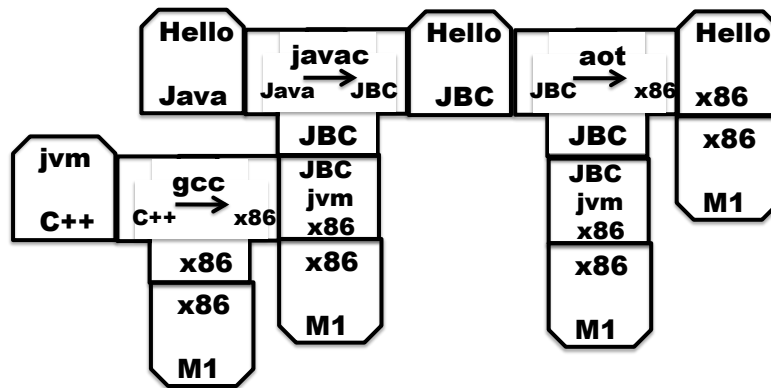 Hello
Java
javac
Java → JBC
JBC
Hello
JBC
aot
JBC → x86
JBC
Hello
x86
x86
M1
jvm
C++
gcc
C++ → x86
x86
x86
M1
JBC
jvm
x86
x86
M1
JBC
jvm
x86
x86
M1